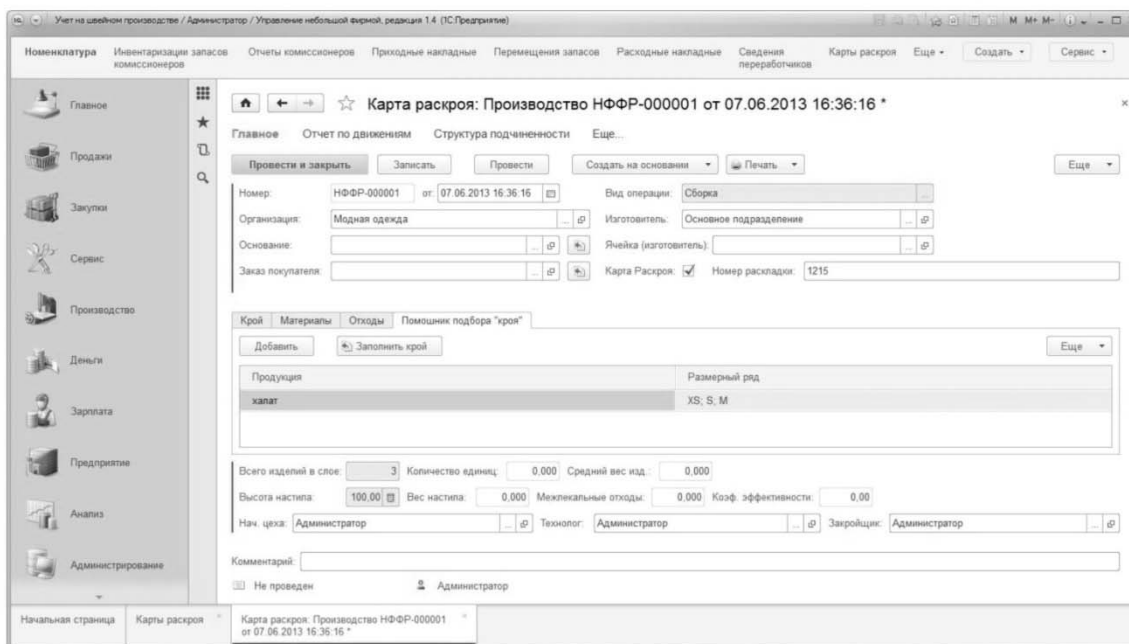 Учет на швейном производстве / Администратор / Управление небольшой фирмой, редакция 1.4 (1С:Предприятие)
M M+ M-
Номенклатура Инвентаризации запасов комиссионеров Отчеты комиссионеров Приходные накладные Перемещения запасов Расходные накладные Сведения переработчиков Карты раскроя Еще Создать Сервис
Главное
Продажи
Закупки
Сервис
Производство
Деньги
Зарплата
Предприятие
Анализ
Администрирование
Карта раскроя: Производство НФФР-000001 от 07.06.2013 16:36:16 *
Главное Отчет по движениям Структура подчиненности Еще...
Провести и закрыть Записать Провести Создать на основании Печать Еще
Номер: НФФР-000001 от: 07.06.2013 16:36:16 Вид операции: Сборка
Организация: Модная одежда Изготовитель: Основное подразделение
Основание: Ячейка (изготовитель):
Заказ покупателя: Карта Раскроя: Номер раскладки: 1215
Крой Материалы Отходы Помошник подбора "кроя"
Добавить Заполнить крой Еще
Продукция Размерный ряд
халат XS; S; M
Всего изделий в слое: 3 Количество единиц: 0,000 Средний вес изд.: 0,000
Высота настила: 100,00 Вес настила: 0,000 Межлекальные отходы: 0,000 Коэф. эффективности: 0,00
Нач. цеха: Администратор Технолог: Администратор Закройщик: Администратор
Комментарий:
Не проведен Администратор
Начальная страница Карты раскроя Карта раскроя: Производство НФФР-000001
от 07.06.2013 16:36:16 *